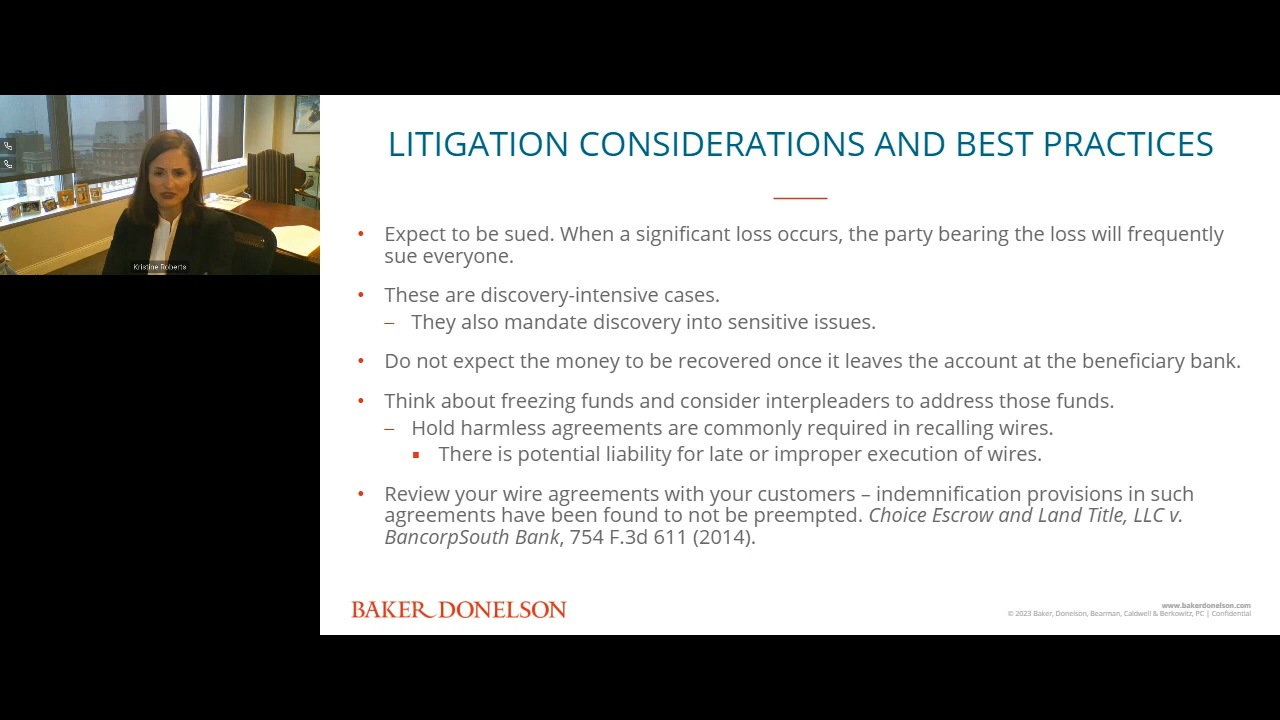 Kristine Roberts
LITIGATION CONSIDERATIONS AND BEST PRACTICES
• Expect to be sued. When a significant loss occurs, the party bearing the loss will frequently
sue everyone.
• These are discovery-intensive cases.
– They also mandate discovery into sensitive issues.
• Do not expect the money to be recovered once it leaves the account at the beneficiary bank.
• Think about freezing funds and consider interpleaders to address those funds.
– Hold harmless agreements are commonly required in recalling wires.
▪ There is potential liability for late or improper execution of wires.
• Review your wire agreements with your customers – indemnification provisions in such
agreements have been found to not be preempted. Choice Escrow and Land Title, LLC v.
BancorpSouth Bank, 754 F.3d 611 (2014).
BAKER DONELSON
www.bakerdonelson.com
© 2023 Baker, Donelson, Bearman, Caldwell & Berkowitz, PC | Confidential